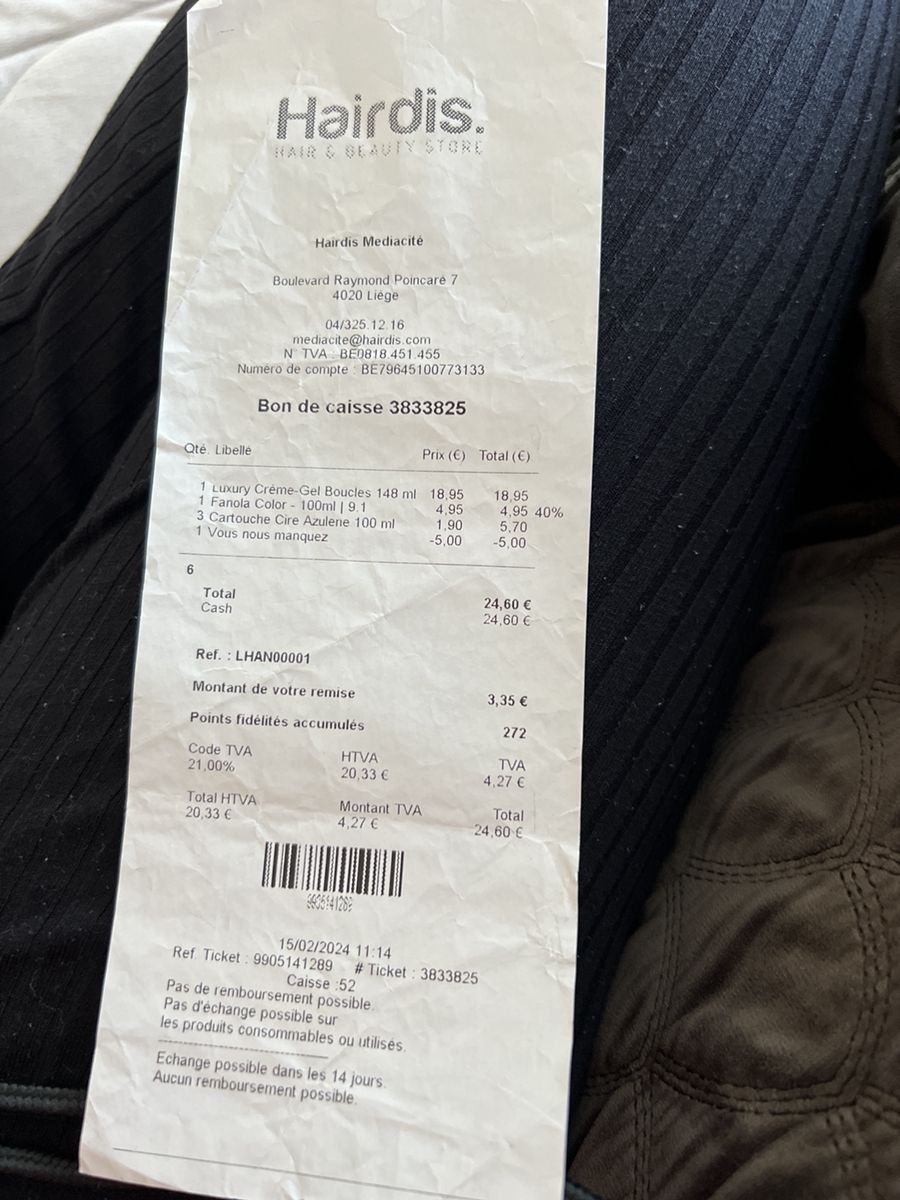 Hairdis.
HAIR & BEAUTY STORE
Hairdis Mediacité
Boulevard Raymond Poincaré 7
4020 Liège
04/325.12.16
mediacite@hairdis.com
N° TVA : BE0818.451.455
Numéro de compte : BE79645100773133
Bon de caisse 3833825
Qté. Libellé Prix (€) Total (€)
1 Luxury Crème-Gel Boucles 148 ml 18,95 18,95
1 Fanola Color - 100ml | 9.1 4,95 4,95 40%
3 Cartouche Cire Azulene 100 ml 1,90 5,70
1 Vous nous manquez -5,00 -5,00
6
Total 24,60 €
Cash 24,60 €
Ref. : LHAN00001
Montant de votre remise 3,35 €
Points fidélités accumulés 272
Code TVA HTVA TVA
21,00% 20,33 € 4,27 €
Total HTVA Montant TVA Total
20,33 € 4,27 € 24,60 €
15/02/2024 11:14
Ref. Ticket : 9905141289 # Ticket : 3833825
Caisse :52
Pas de remboursement possible.
Pas d'échange possible sur
les produits consommables ou utilisés.
Echange possible dans les 14 jours.
Aucun remboursement possible.